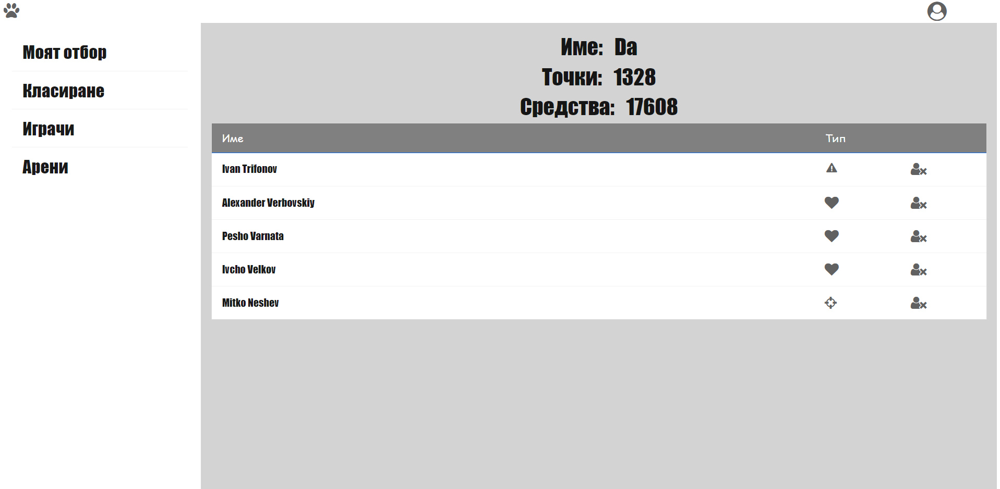 Моят отбор
Класиране
Играчи
Арени
Име: Da
Точки: 1328
Средства: 17608
Име Тип
Ivan Trifonov
Alexander Verbovskiy
Pesho Varnata
Ivcho Velkov
Mitko Neshev